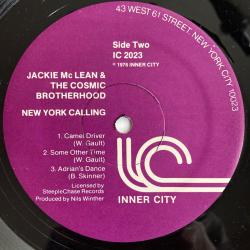 43 WEST 61 STREET, NEW YORK CITY 10023
Side Two
IC 2023
℗ 1976 INNER CITY
JACKIE Mc LEAN &
THE COSMIC
BROTHERHOOD
NEW YORK CALLING
1. Camel Driver
(W. Gault)
2. Some Other Time
(W. Gault)
3. Adrian's Dance
(B. Skinner)
Licensed by
SteepleChase Records
Produced by Nils Winther
INNER CITY